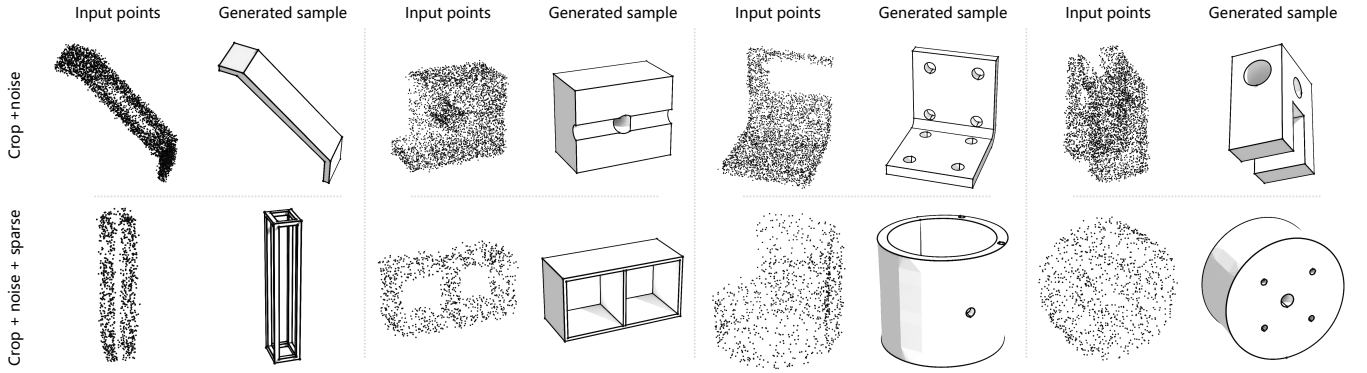 Input points Generated sample Input points Generated sample Input points Generated sample Input points Generated sample
Crop +noise
Crop + noise + sparse